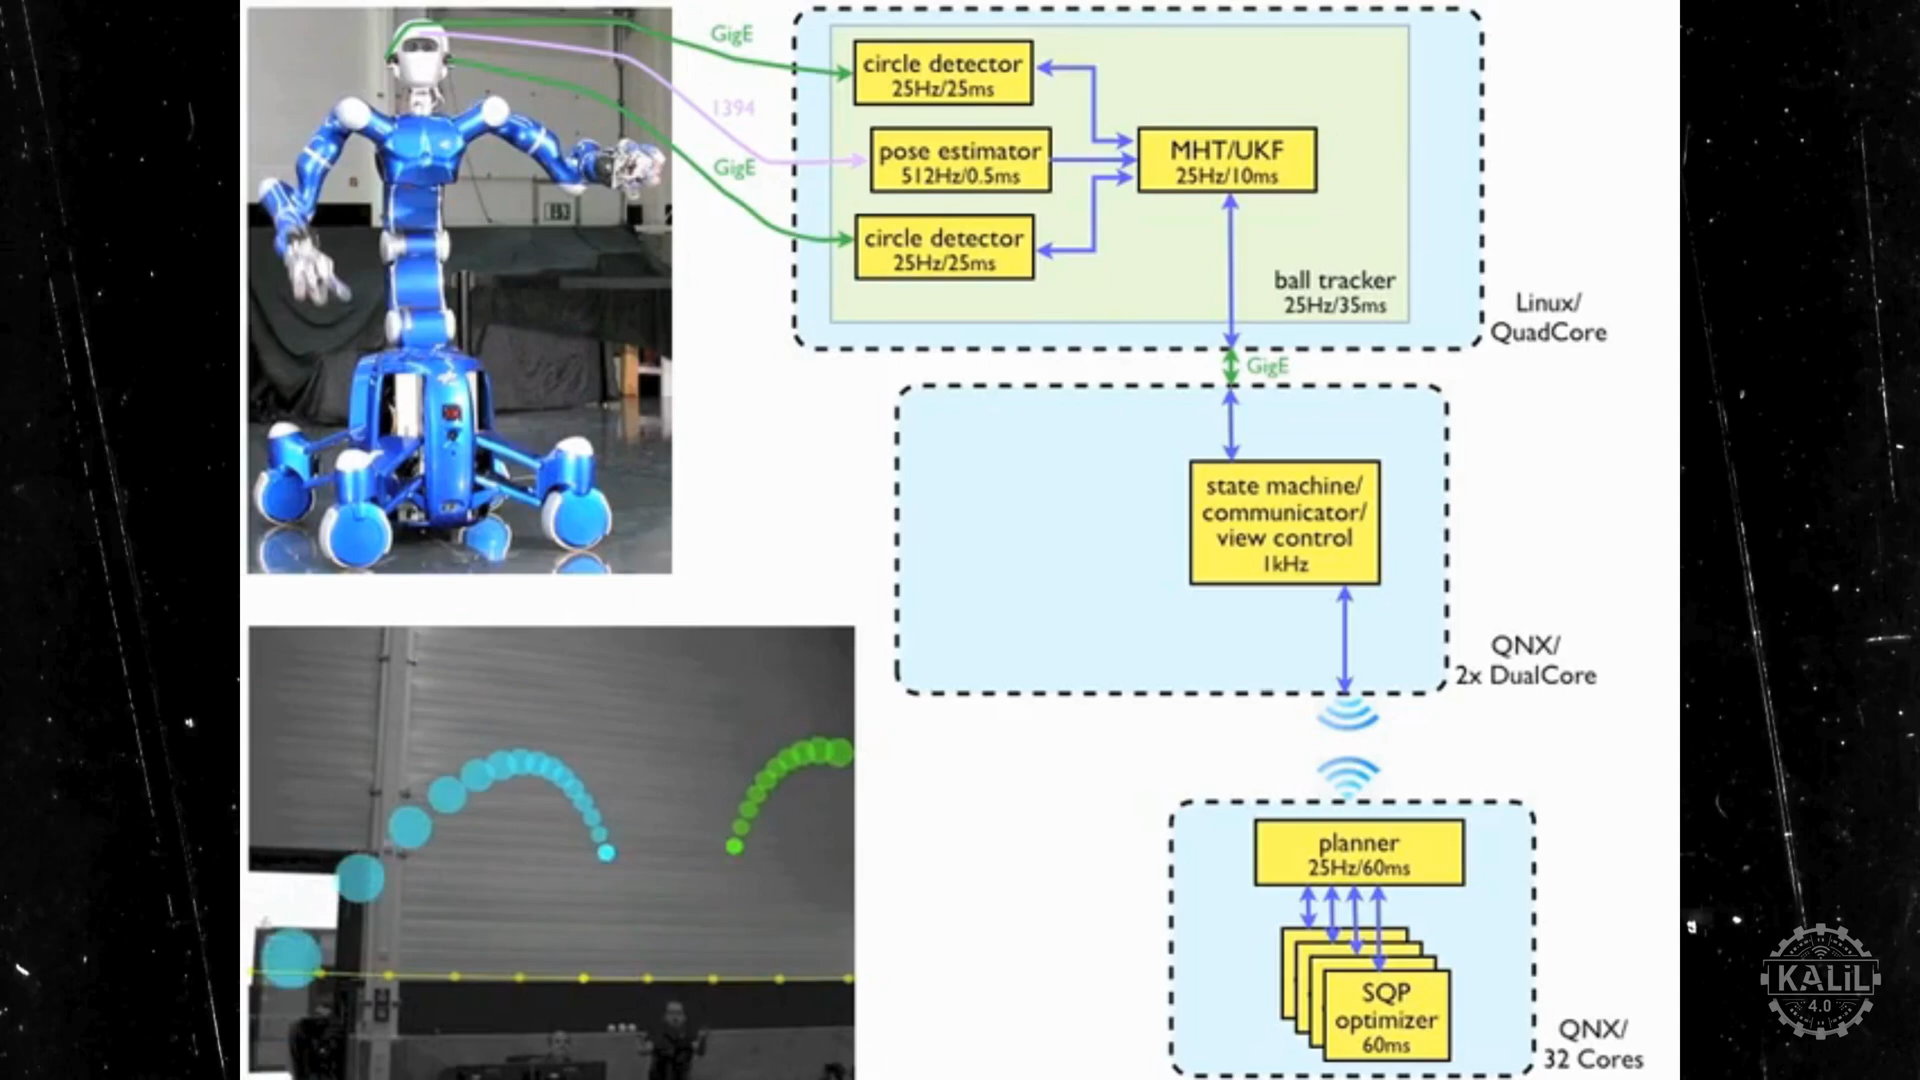 GigE
1394
GigE
circle detector
25Hz/25ms
pose estimator
512Hz/0.5ms
circle detector
25Hz/25ms
MHT/UKF
25Hz/10ms
ball tracker
25Hz/35ms
Linux/
QuadCore
GigE
state machine/
communicator/
view control
1kHz
QNX/
2x DualCore
planner
25Hz/60ms
SQP
optimizer
60ms
QNX/
32 Cores
KALIL
4.0